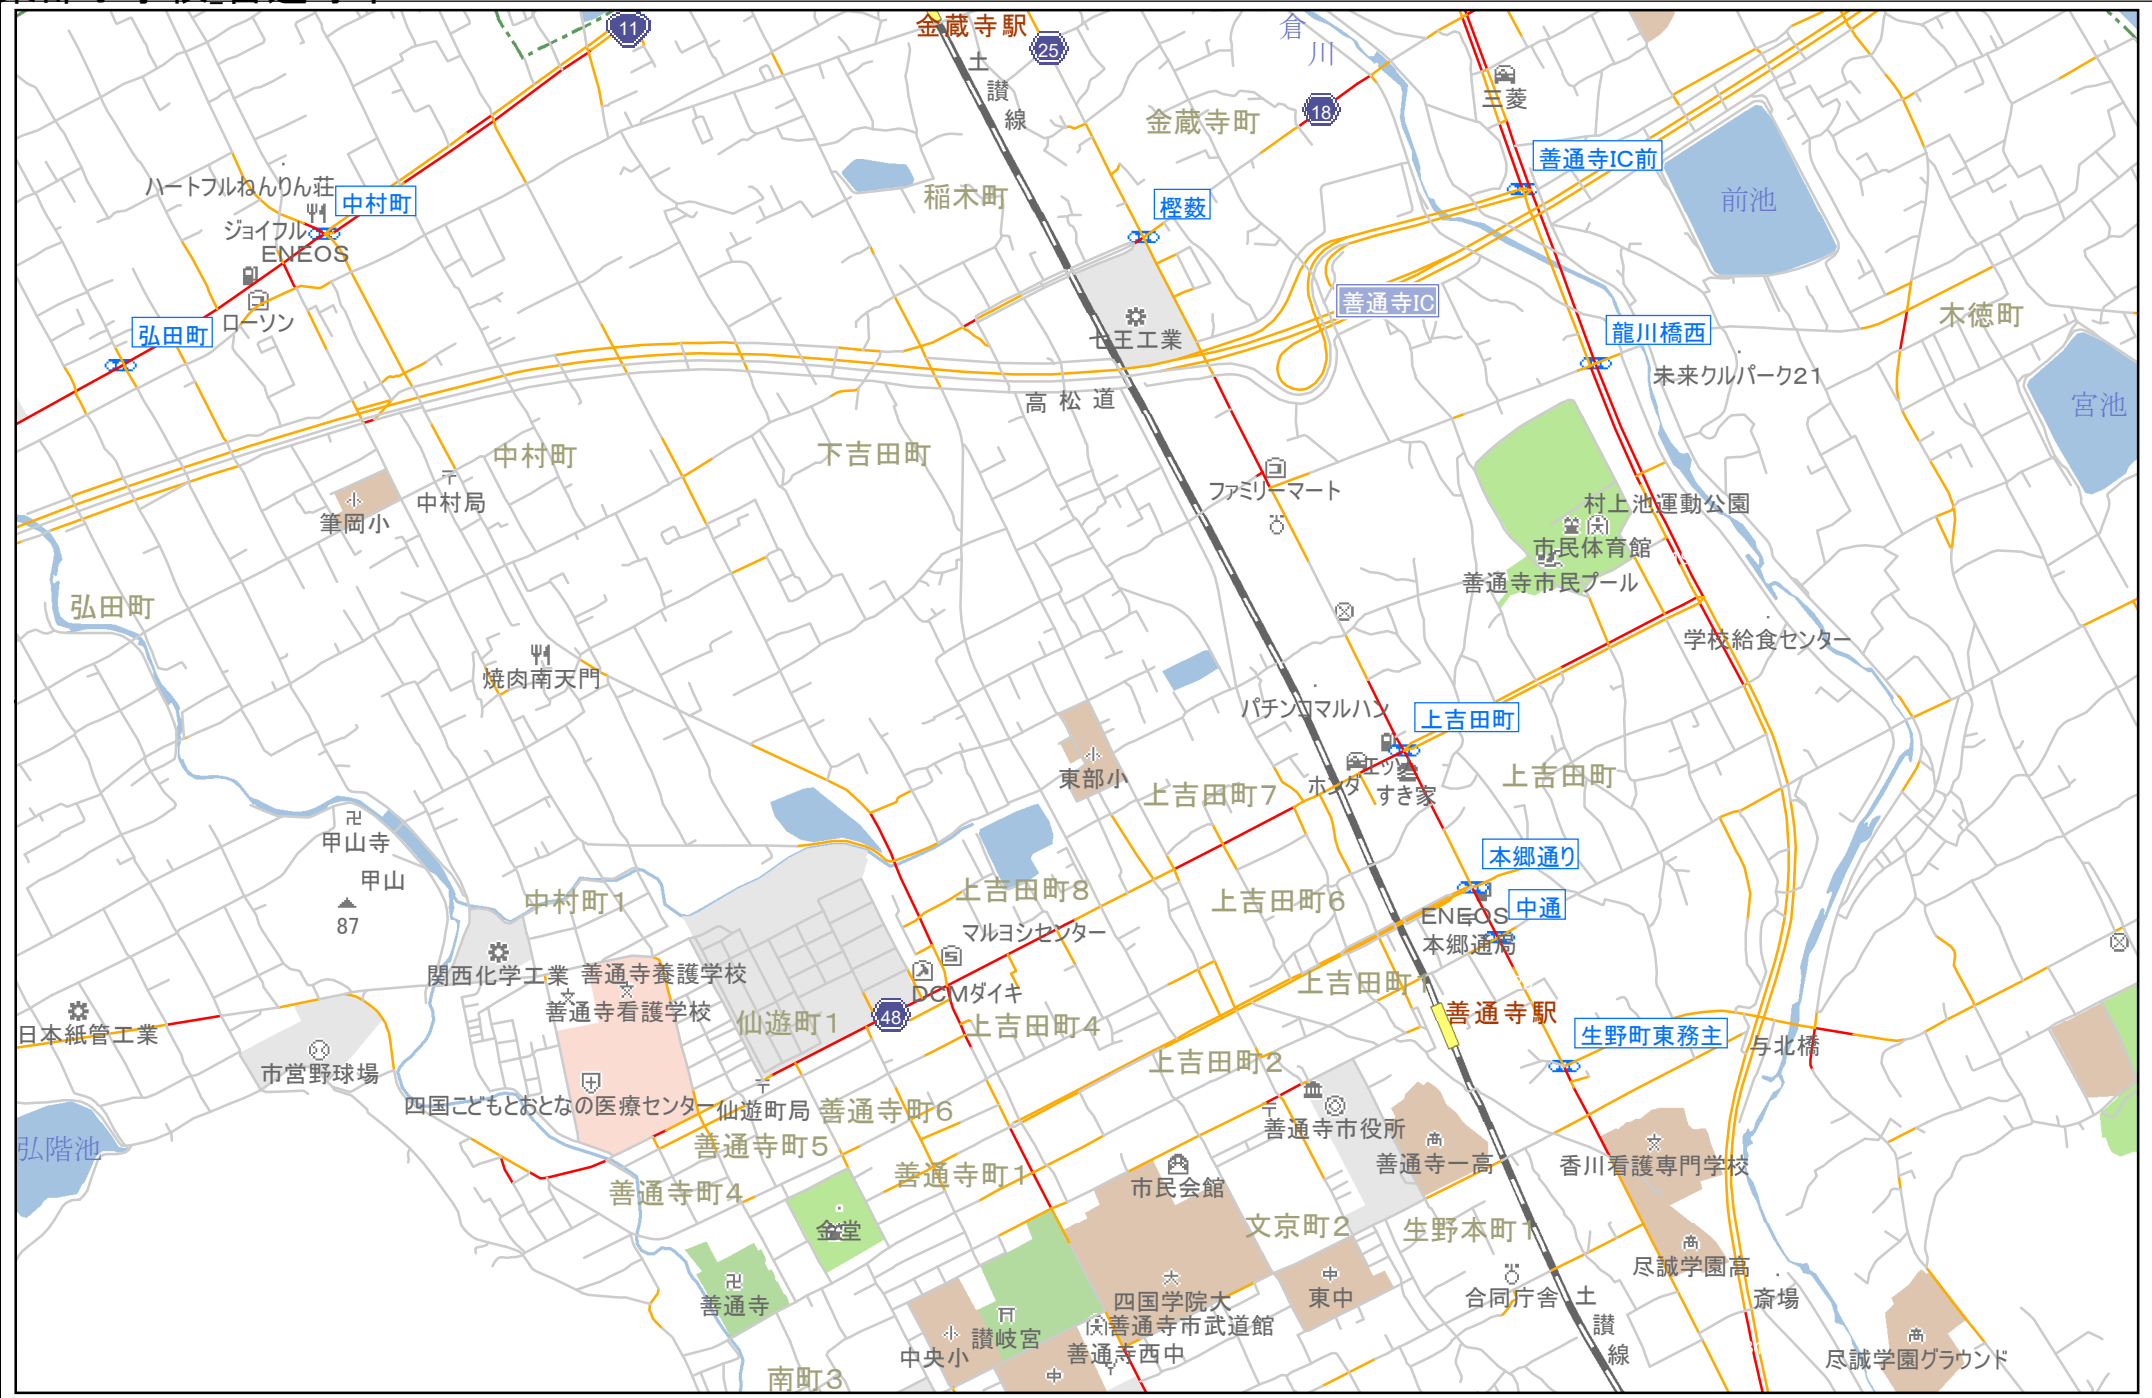 11
金蔵寺駅
25
倉
川
土
讃
線
三菱
18
金蔵寺町
善通寺IC前
ハートフルねんりん荘
中村町
稲木町
樫薮
前池
ジョイフル
ENEOS
善通寺IC
ローソン
弘田町
七王工業
龍川橋西
木徳町
未来クルパーク21
高松道
宮池
中村町
下吉田町
筆岡小
中村局
ファミリーマート
村上池運動公園
市民体育館
善通寺市民プール
弘田町
学校給食センター
焼肉南天門
パチンコマルハン
上吉田町
東部小
上吉田町7
ホンダ
すき家
上吉田町
甲山寺
甲山
87
中村町1
上吉田町8
上吉田町6
本郷通り
中通
ENEOS
本郷通局
マルヨシセンター
関西化学工業
善通寺養護学校
善通寺看護学校
DCMダイキ
上吉田町1
善通寺駅
日本紙管工業
仙遊町1
48
上吉田町4
生野町東務主
与北橋
市営野球場
上吉田町2
四国こどもとおとなの医療センター
仙遊町局
善通寺町6
善通寺市役所
弘階池
善通寺町5
善通寺一高
香川看護専門学校
善通寺町4
善通寺町1
市民会館
金堂
文京町2
生野本町1
尽誠学園高
善通寺
四国学院大
東中
合同庁舎
土
讃
線
斎場
讃岐宮
善通寺市武道館
中央小
善通寺西中
尽誠学園グラウンド
南町3